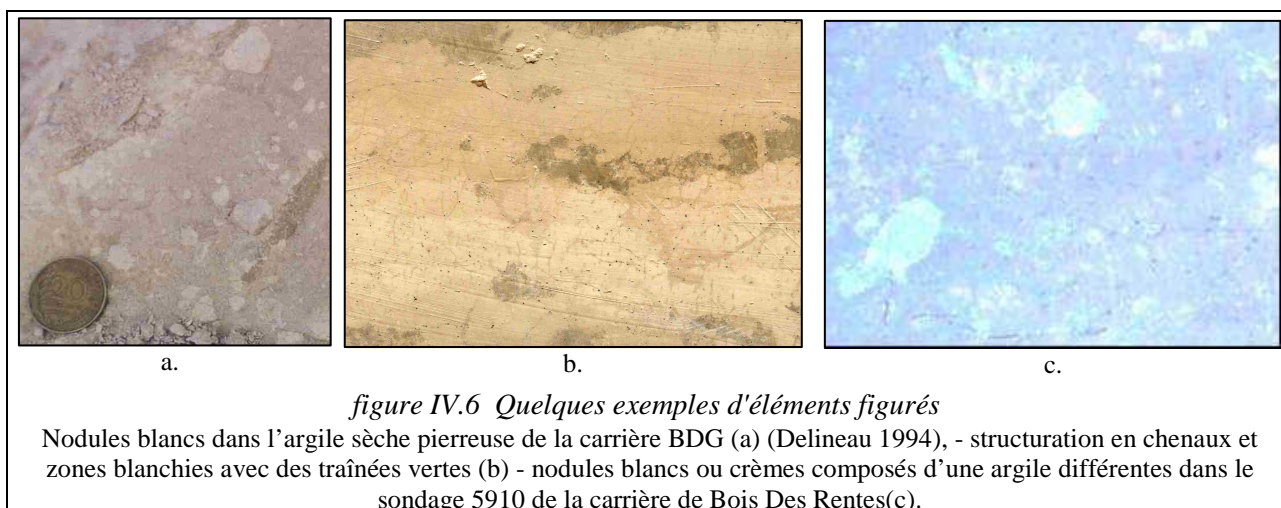 20
a.
b.
c.
figure IV.6 Quelques exemples d'éléments figurés
Nodules blancs dans l'argile sèche pierreuse de la carrière BDG (a) (Delineau 1994), - structuration en chenaux et
zones blanchies avec des traînées vertes (b) - nodules blancs ou crèmes composés d'une argile différentes dans le
sondage 5910 de la carrière de Bois Des Rentes(c).